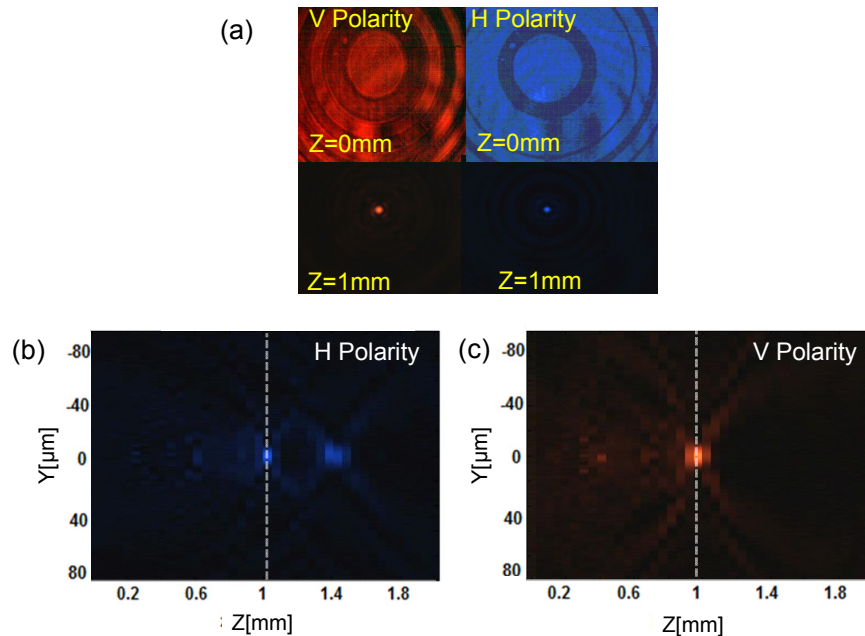 (a)
V Polarity H Polarity
Z=0mm Z=0mm
Z=1mm Z=1mm
(b) H Polarity
-80
-40
0
40
80
Y[µm]
0.2 0.6 1 1.4 1.8
Z[mm]
(c) V Polarity
-80
-40
0
40
80
Y[µm]
0.2 0.6 1 1.4 1.8
Z[mm]